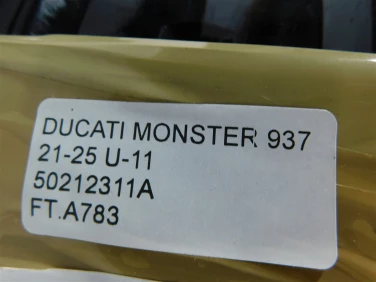 DUCATI MONSTER 937
21-25 U-11
50212311A
FT.A783